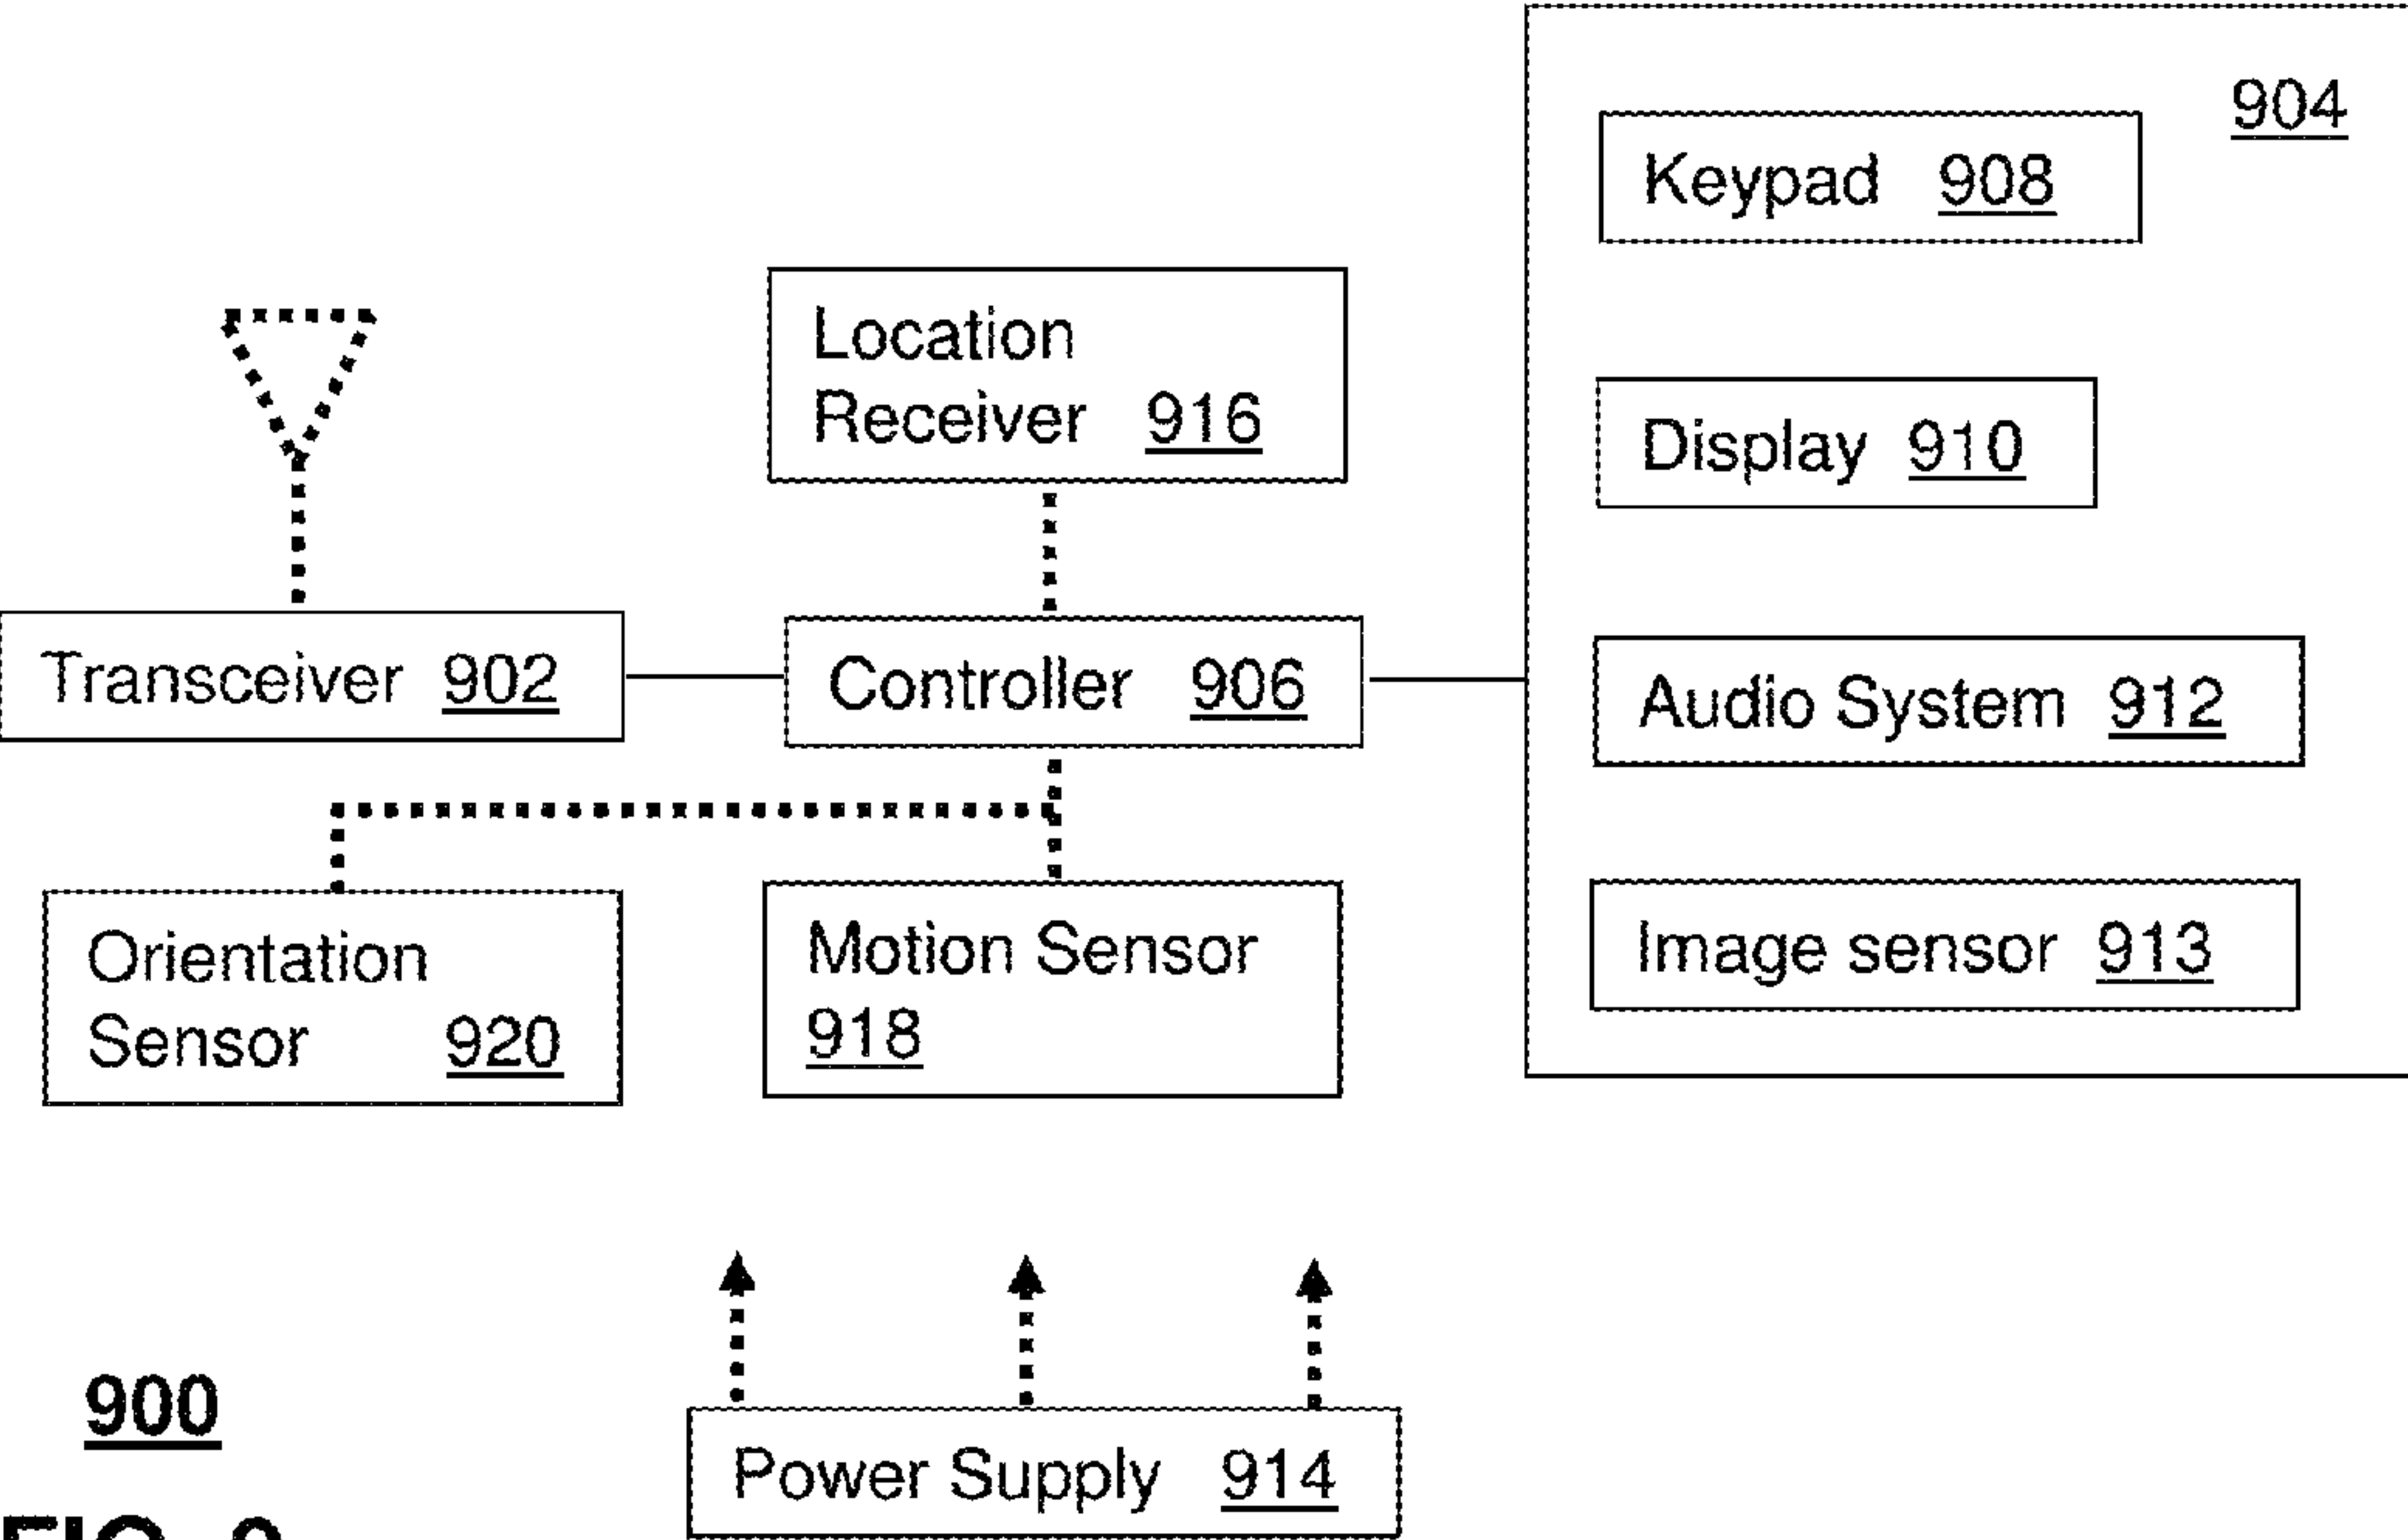 904
Keypad 908
Location
Receiver 916
Display 910
Transceiver 902
Controller 906
Audio System 912
Orientation
Sensor 920
Motion Sensor
918
Image sensor 913
900
Power Supply 914